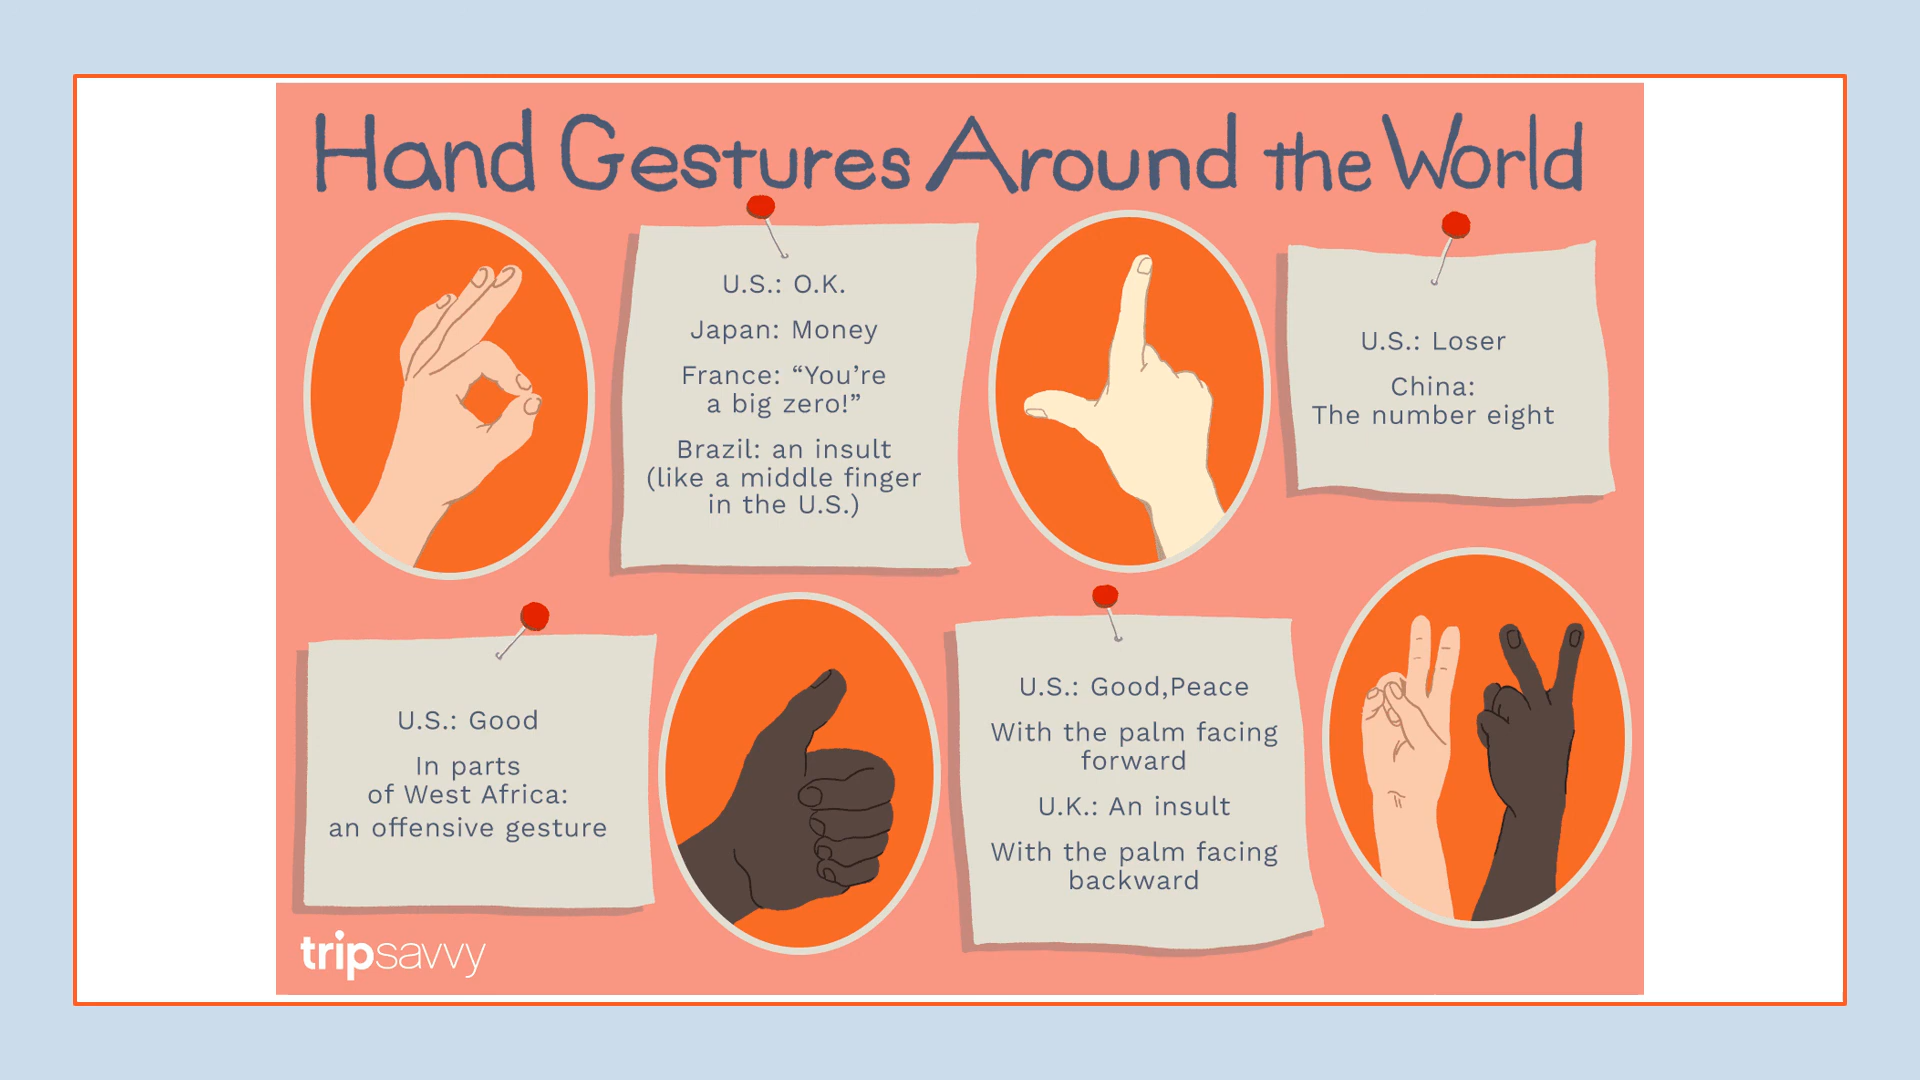 Hand Gestures Around the World
U.S.: O.K.
Japan: Money
France: “You’re
a big zero!”
Brazil: an insult
(like a middle finger
in the U.S.)
U.S.: Loser
China:
The number eight
U.S.: Good
In parts
of West Africa:
an offensive gesture
U.S.: Good,Peace
With the palm facing
forward
U.K.: An insult
With the palm facing
backward
tripsavvy